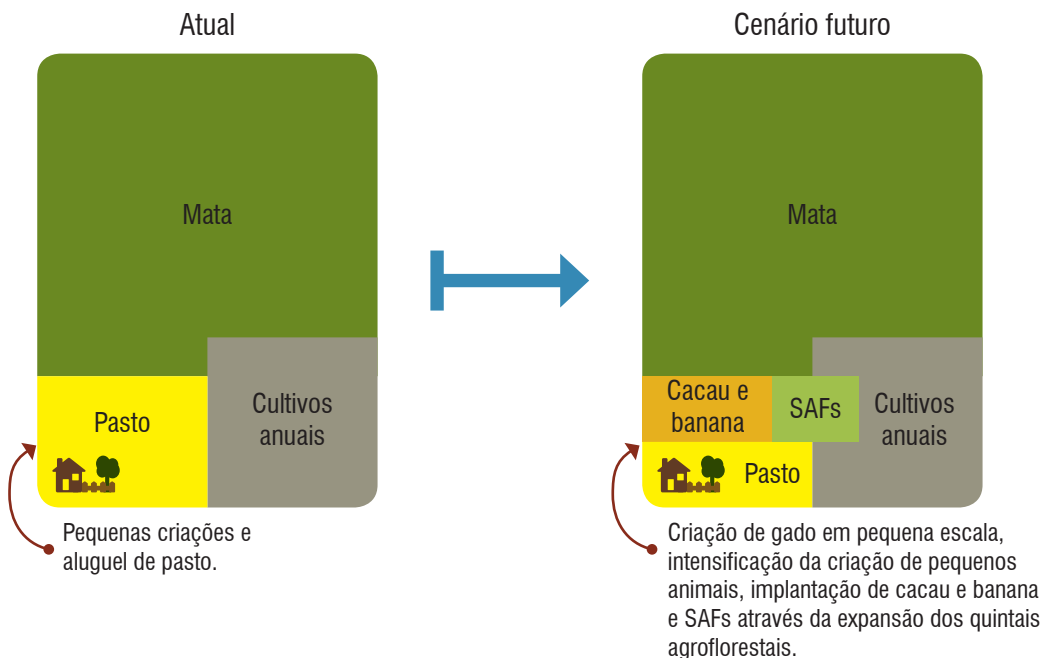 Atual
Mata
Pasto
Cultivos
anuais
Pequenas criações e
aluguel de pasto.
Cenário futuro
Mata
Cacau e
banana
SAFs
Cultivos
anuais
Pasto
Criação de gado em pequena escala,
intensificação da criação de pequenos
animais, implantação de cacau e banana
e SAFs através da expansão dos quintais
agroflorestais.